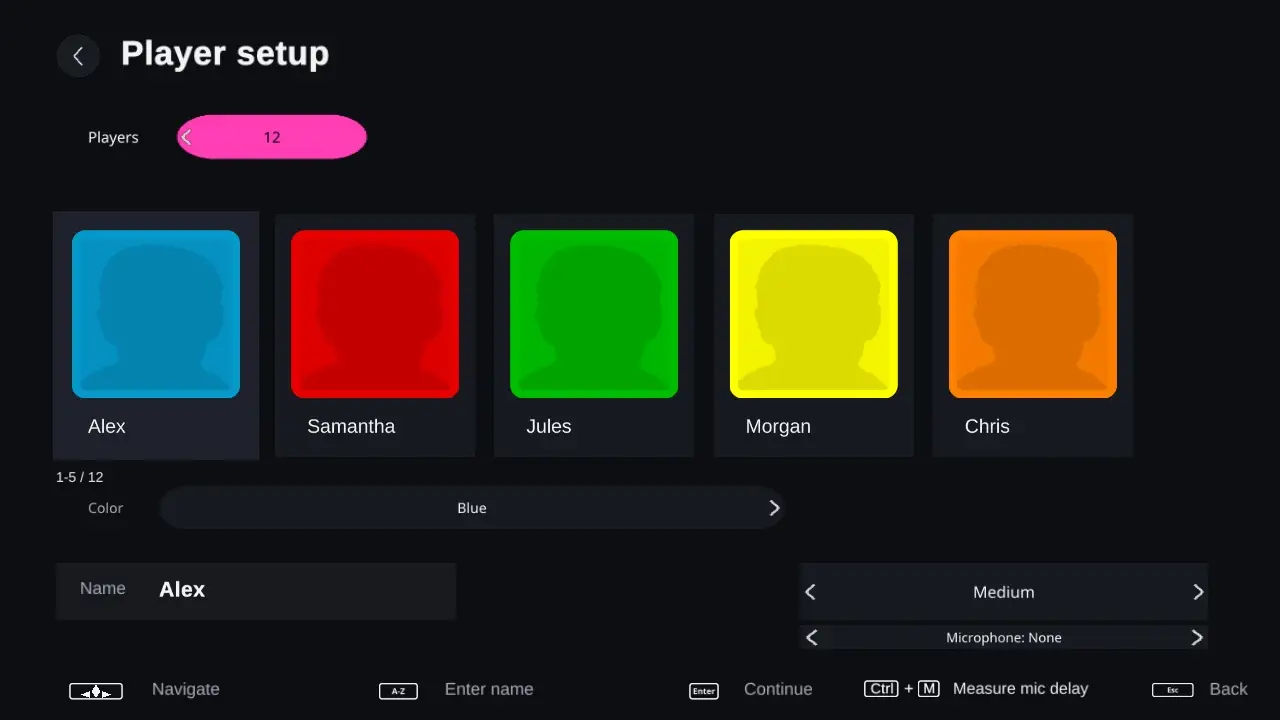 Player setup
Players 12
Alex Samantha Jules Morgan Chris
1-5 / 12
Color Blue
Name Alex
Medium
Microphone: None
Navigate A-Z Enter name Enter Continue Ctrl + M Measure mic delay Esc Back